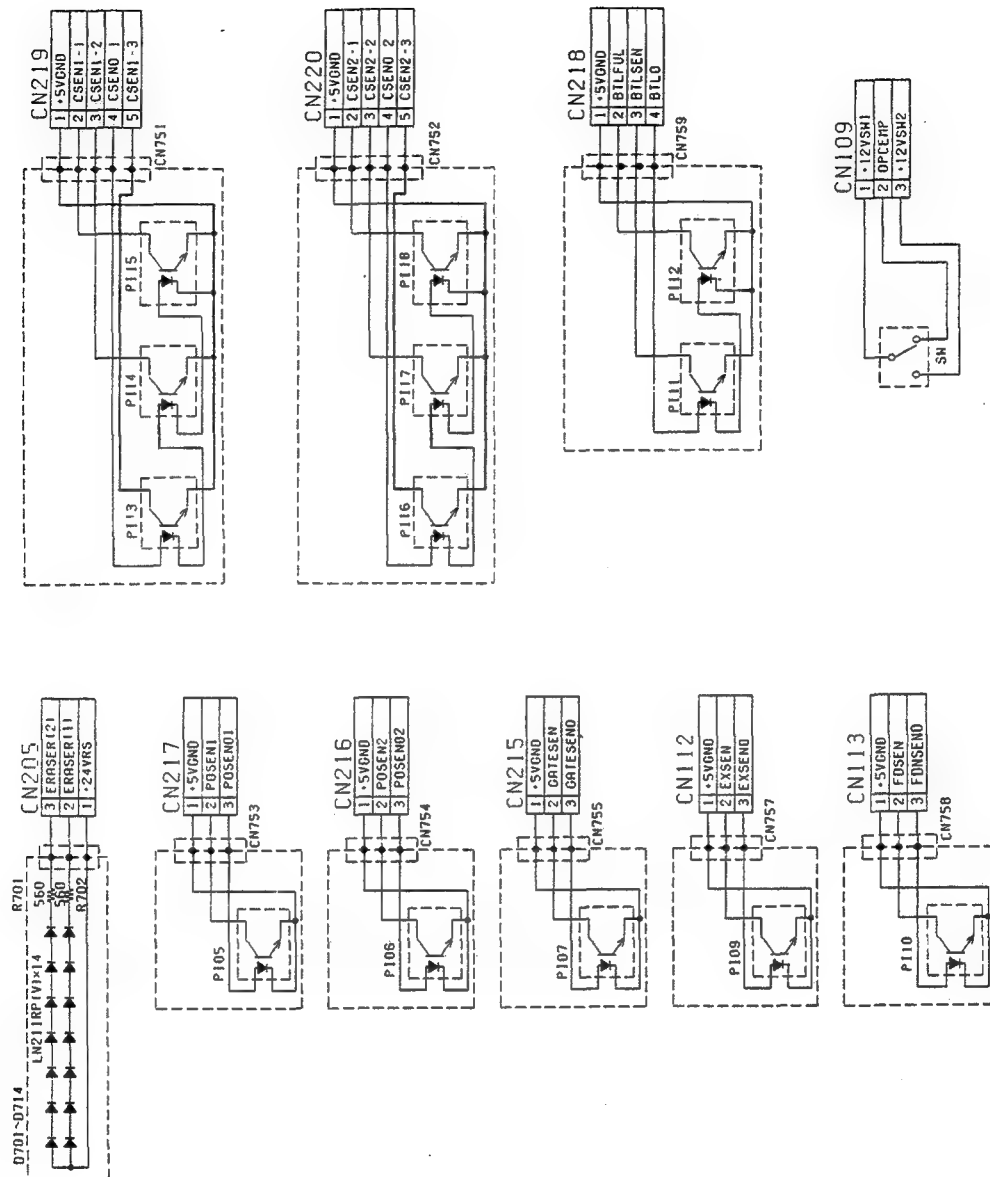 CN219
1 +5VGND
2 CSEN1-1
3 CSEN1-2
4 CSEN0 1
5 CSEN1-3
CN751
PI15
PI14
PI13
CN220
1 +5VGND
2 CSEN2-1
3 CSEN2-2
4 CSEN0 2
5 CSEN2-3
CN752
PI18
PI17
PI16
CN218
1 +5VGND
2 BTLFUL
3 BTLSEN
4 BTL0
CN759
PI12
PI11
CN109
1 +12VSW1
2 OPCEMP
3 +12VSW2
SW
CN205
3 ERASER(2)
2 ERASER(1)
1 +24VRS
R701
560
560
R702
LN211RP(V)×14
D701~D714
CN217
1 +5VGND
2 POSEN1
3 POSEN01
CN753
PI05
CN216
1 +5VGND
2 POSEN2
3 POSEN02
CN754
PI06
CN215
1 +5VGND
2 GATESEN
3 GATESEN0
CN755
PI07
CN112
1 +5VGND
2 EXSEN
3 EXSEN0
CN757
PI09
CN113
1 +5VGND
2 FDSEN
3 FDNSEN0
CN758
PI10